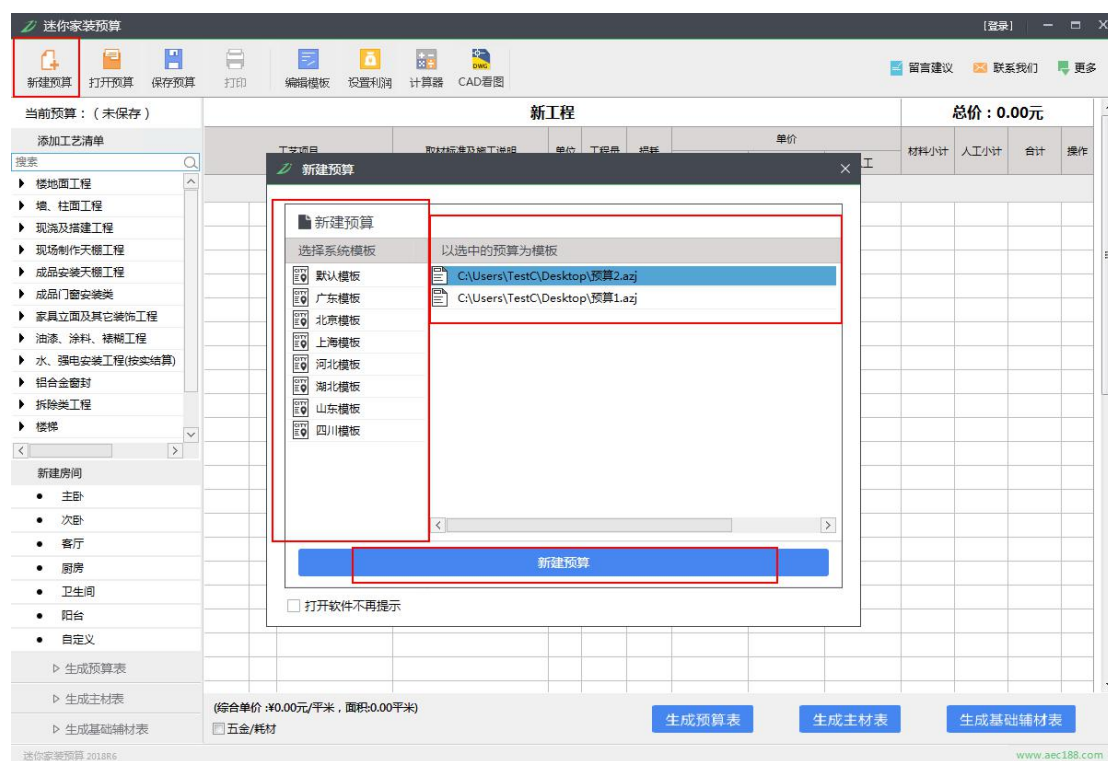 迷你家装预算 [登录]
新建预算 打开预算 保存预算 打印 编辑模板 设置利润 计算器 CAD看图 留言建议 联系我们 更多
当前预算：（未保存） 新工程 总价：0.00元
添加工艺清单
工艺项目 取材标准及施工说明 单位 工程量 损耗 单价 工 材料小计 人工小计 合计 操作
搜索
新建预算
楼地面工程
墙、柱面工程
现浇及搭建工程
现场制作天棚工程
成品安装天棚工程
成品门窗安装类
家具立面及其它装饰工程
油漆、涂料、裱糊工程
水、强电安装工程(按实结算)
铝合金窗封
拆除类工程
楼梯
新建预算
选择系统模板 以选中的预算为模板
默认模板 C:\Users\TestC\Desktop\预算2.azj
广东模板 C:\Users\TestC\Desktop\预算1.azj
北京模板
上海模板
河北模板
湖北模板
山东模板
四川模板
新建预算
打开软件不再提示
新建房间
主卧
次卧
客厅
厨房
卫生间
阳台
自定义
生成预算表
生成主材表
生成基础辅材表
(综合单价 :¥0.00元/平米，面积:0.00平米)
五金/耗材
生成预算表 生成主材表 生成基础辅材表
迷你家装预算 2018R6 www.aec188.com